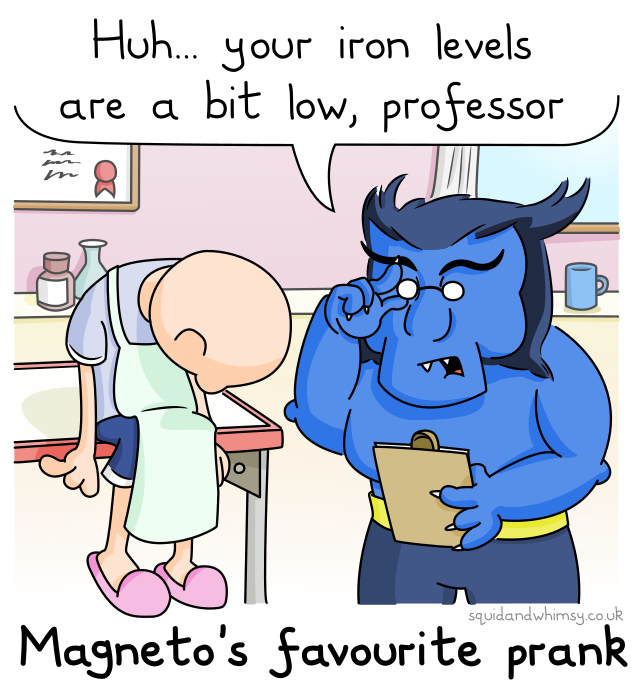 Huh... your iron levels
are a bit low, professor
squidandwhimsy.co.uk
Magneto's favourite prank